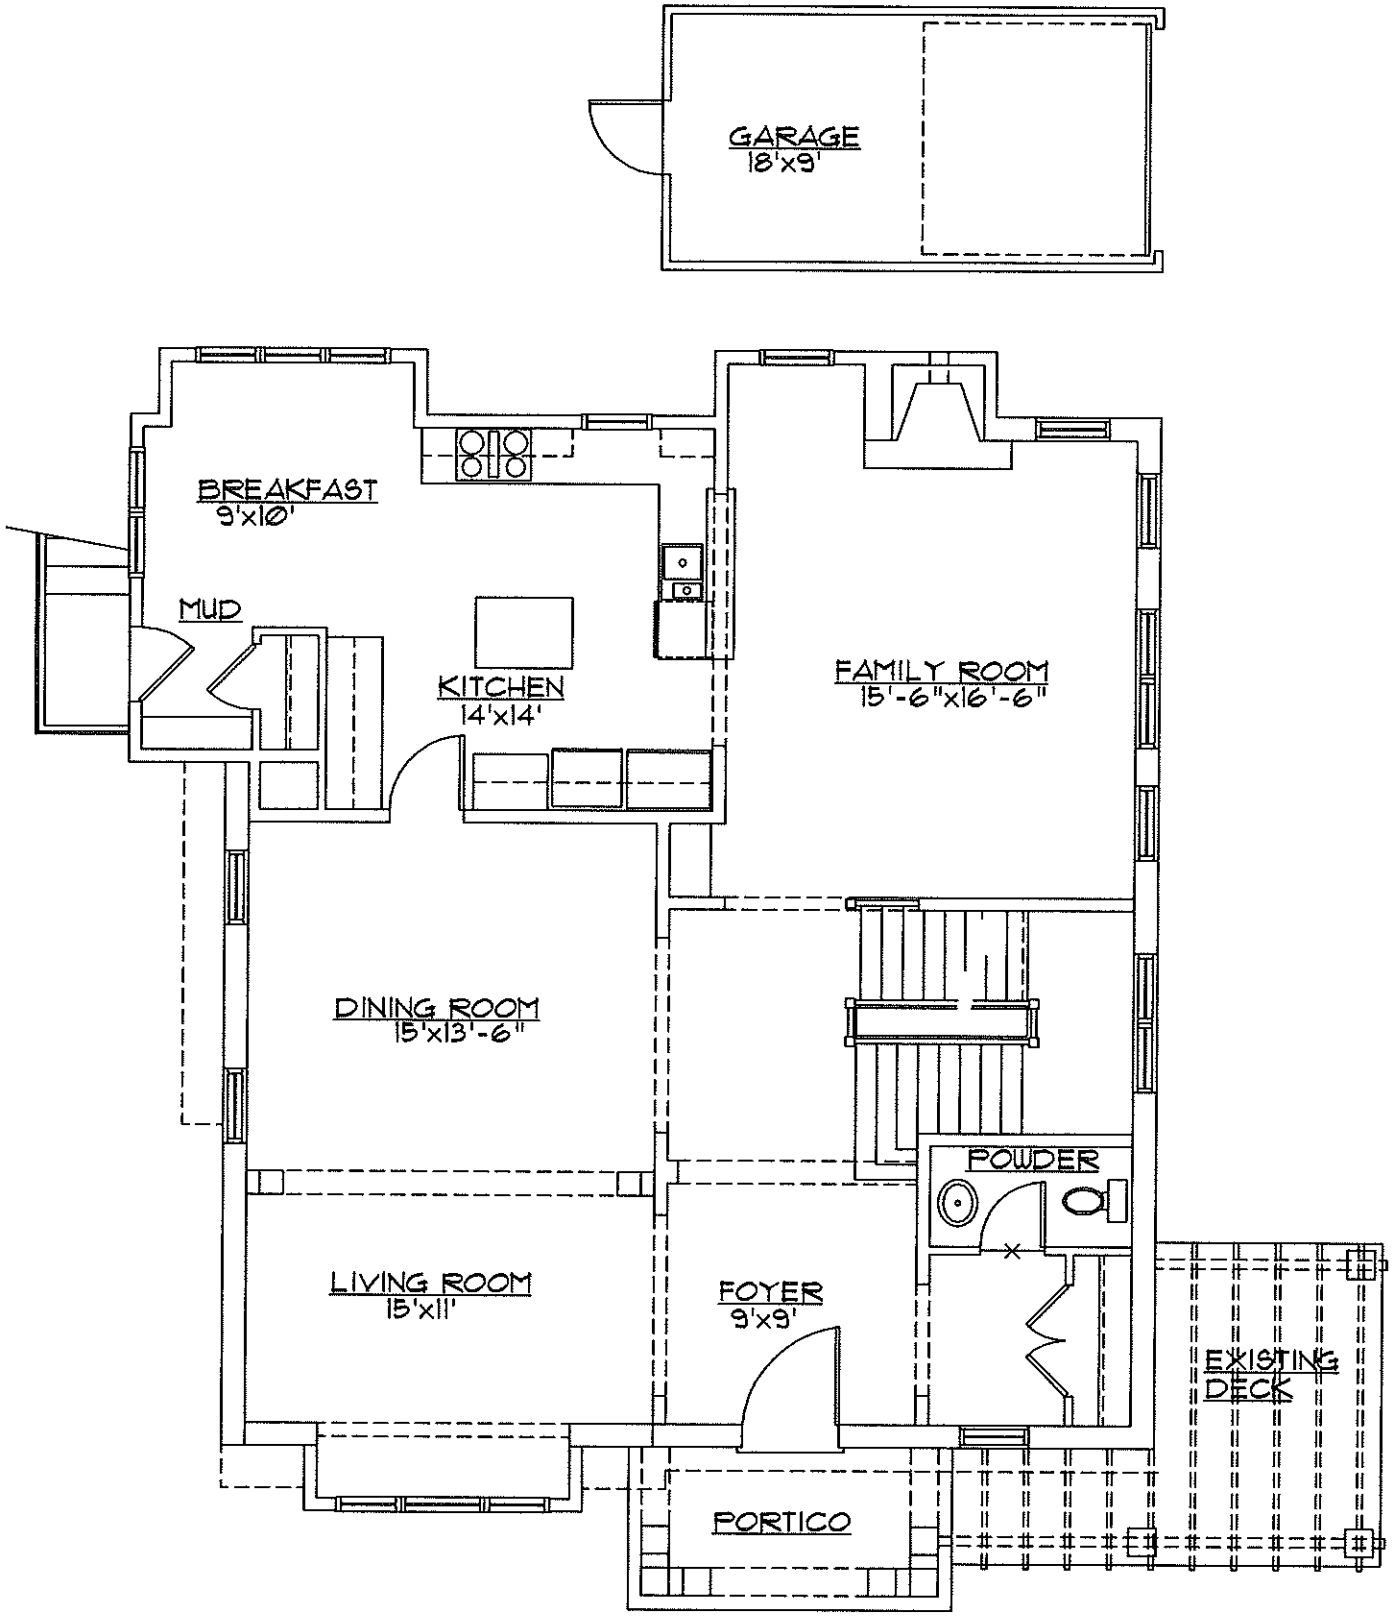 GARAGE
18'x9'
BREAKFAST
9'x10'
MUD
KITCHEN
14'x14'
FAMILY ROOM
15'-6"x16'-6"
DINING ROOM
15'x13'-6"
POWDER
LIVING ROOM
15'x11'
FOYER
9'x9'
EXISTING
DECK
PORTICO